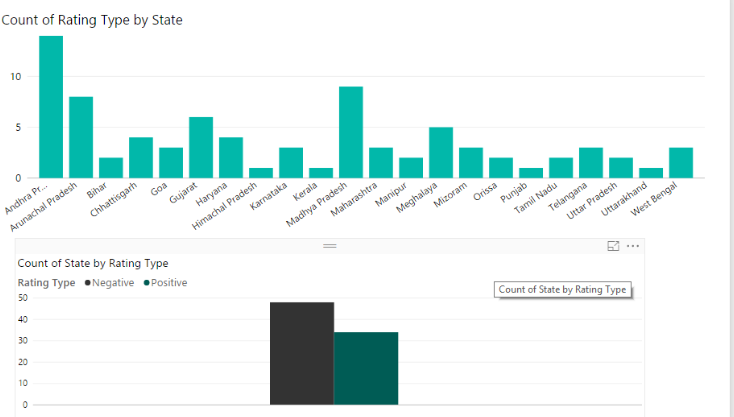 Count of Rating Type by State
10
5
0
Andhra Pr...
Arunachal Pradesh
Bihar
Chhattisgarh
Goa
Gujarat
Haryana
Himachal Pradesh
Karnataka
Kerala
Madhya Pradesh
Maharashtra
Manipur
Meghalaya
Mizoram
Orissa
Punjab
Tamil Nadu
Telangana
Uttar Pradesh
Uttarakhand
West Bengal
Count of State by Rating Type
Rating Type Negative Positive
Count of State by Rating Type
50
40
30
20
10
0